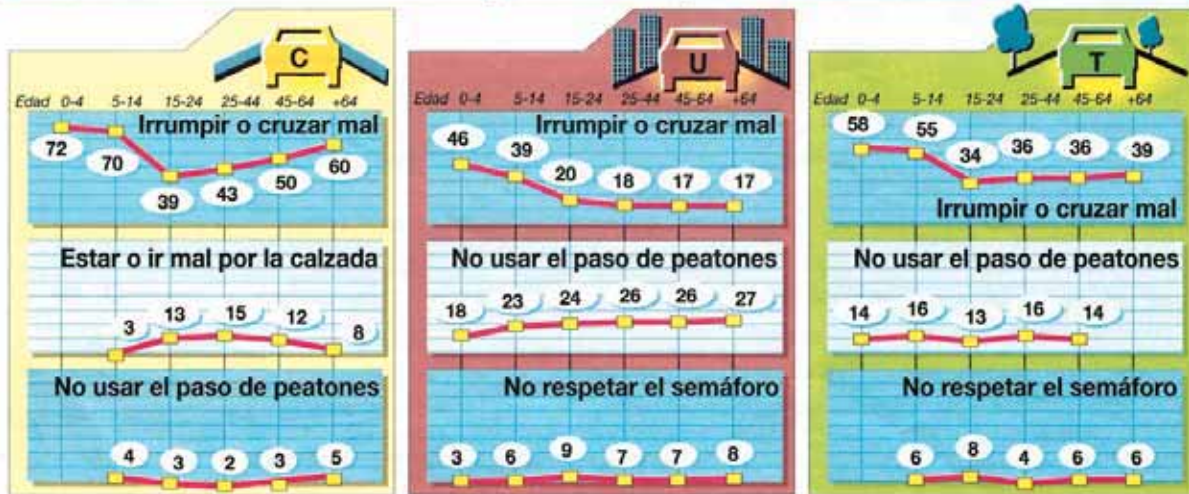 C
Edad 0-4 5-14 15-24 25-44 45-64 +64
Irrumpir o cruzar mal
72 70 39 43 50 60
Estar o ir mal por la calzada
3 13 15 12 8
No usar el paso de peatones
4 3 2 3 5
U
Edad 0-4 5-14 15-24 25-44 45-64 +64
Irrumpir o cruzar mal
46 39 20 18 17 17
No usar el paso de peatones
18 23 24 26 26 27
No respetar el semáforo
3 6 9 7 7 8
T
Edad 0-4 5-14 15-24 25-44 45-64 +64
58 55 34 36 36 39
Irrumpir o cruzar mal
No usar el paso de peatones
14 16 13 16 14
No respetar el semáforo
6 8 4 6 6